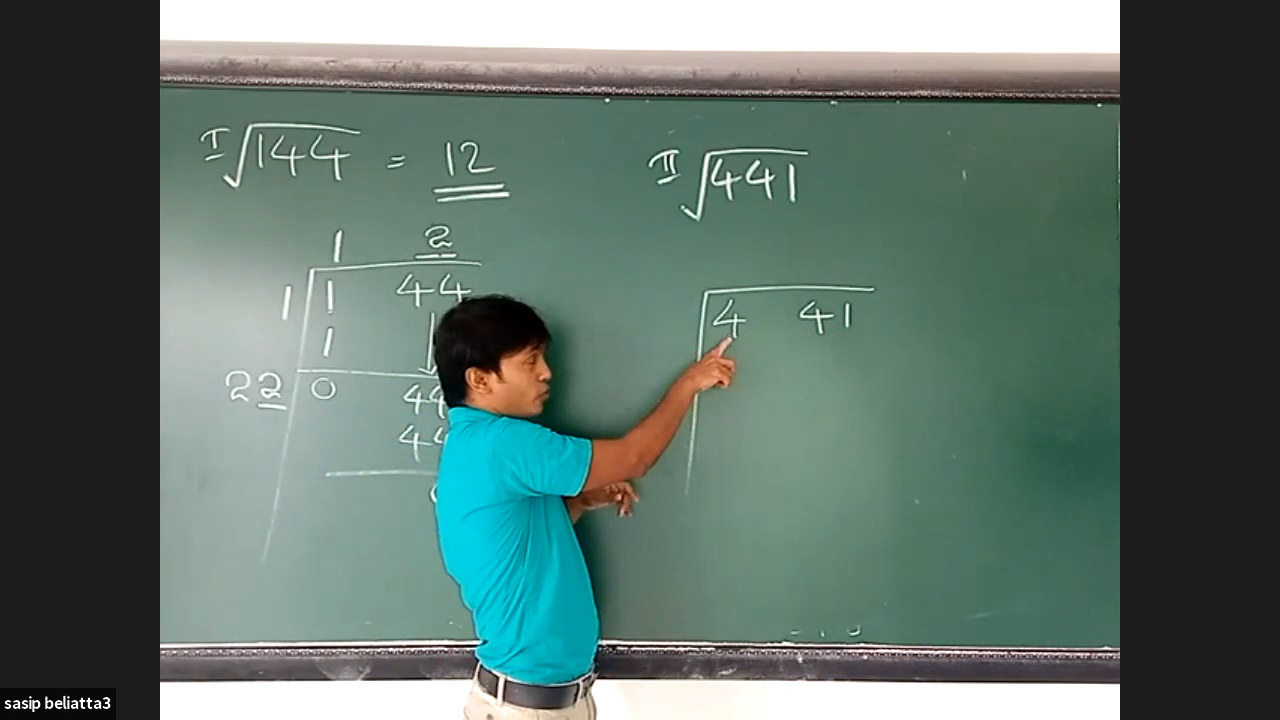 I √144 = 12
II √441
1 2
1 1 44
1
22 0 44
44
4 41
sasip beliatta3